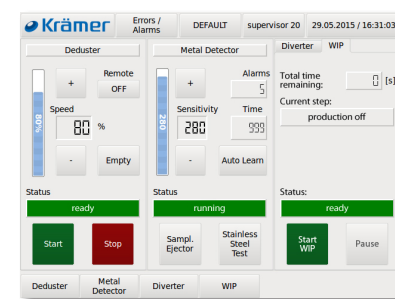 Krämer
Errors /
Alarms
DEFAULT
supervisor 20
29.05.2015 / 16:31:03
Deduster
+
Remote
OFF
Speed
80%
80 %
-
Empty
Status
ready
Start
Stop
Metal Detector
+
Alarms
5
Sensitivity
Time
280
280
999
-
Auto Learn
Status
running
Sampl.
Ejector
Stainless
Steel
Test
Diverter
WIP
Total time
remaining:
0 [s]
Current step:
production off
Status:
ready
Start
WIP
Pause
Deduster
Metal
Detector
Diverter
WIP